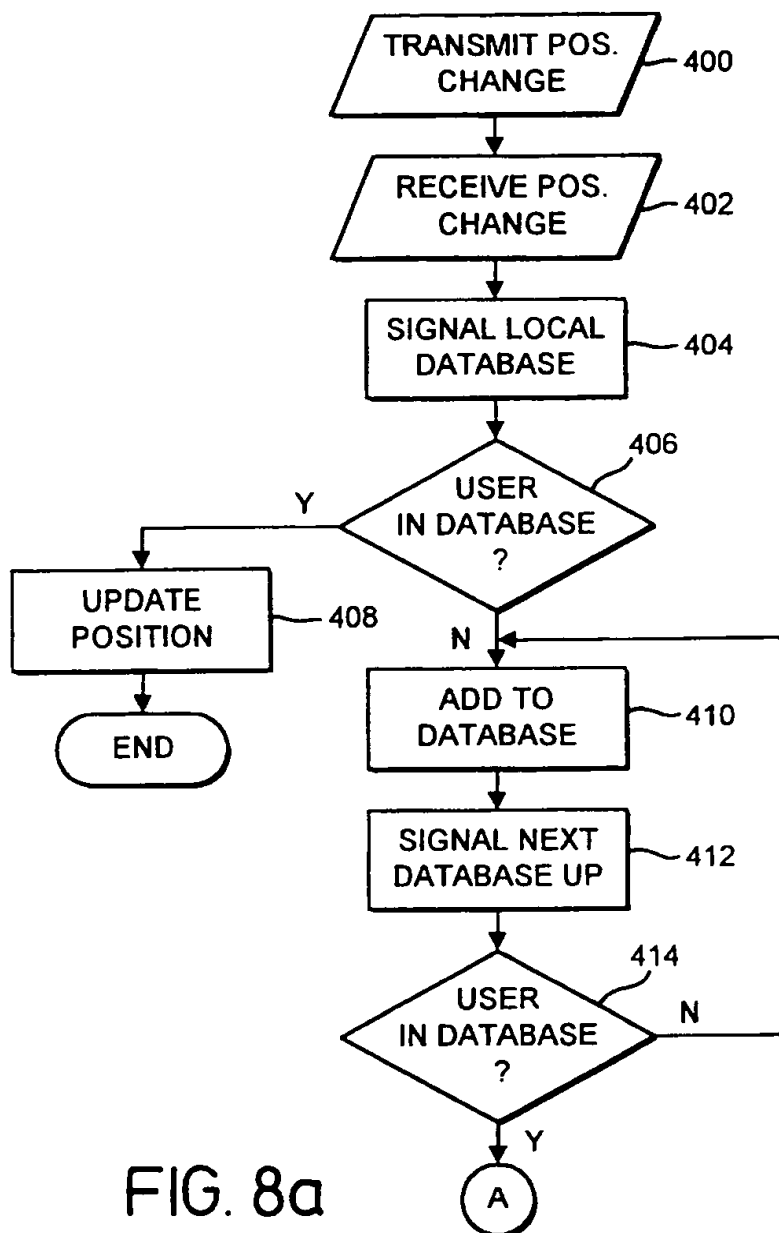 TRANSMIT POS.
CHANGE
400
RECEIVE POS.
CHANGE
402
SIGNAL LOCAL
DATABASE
404
406
USER
IN DATABASE
?
Y
UPDATE
POSITION
408
N
END
ADD TO
DATABASE
410
SIGNAL NEXT
DATABASE UP
412
414
USER
IN DATABASE
?
N
Y
A
FIG. 8a